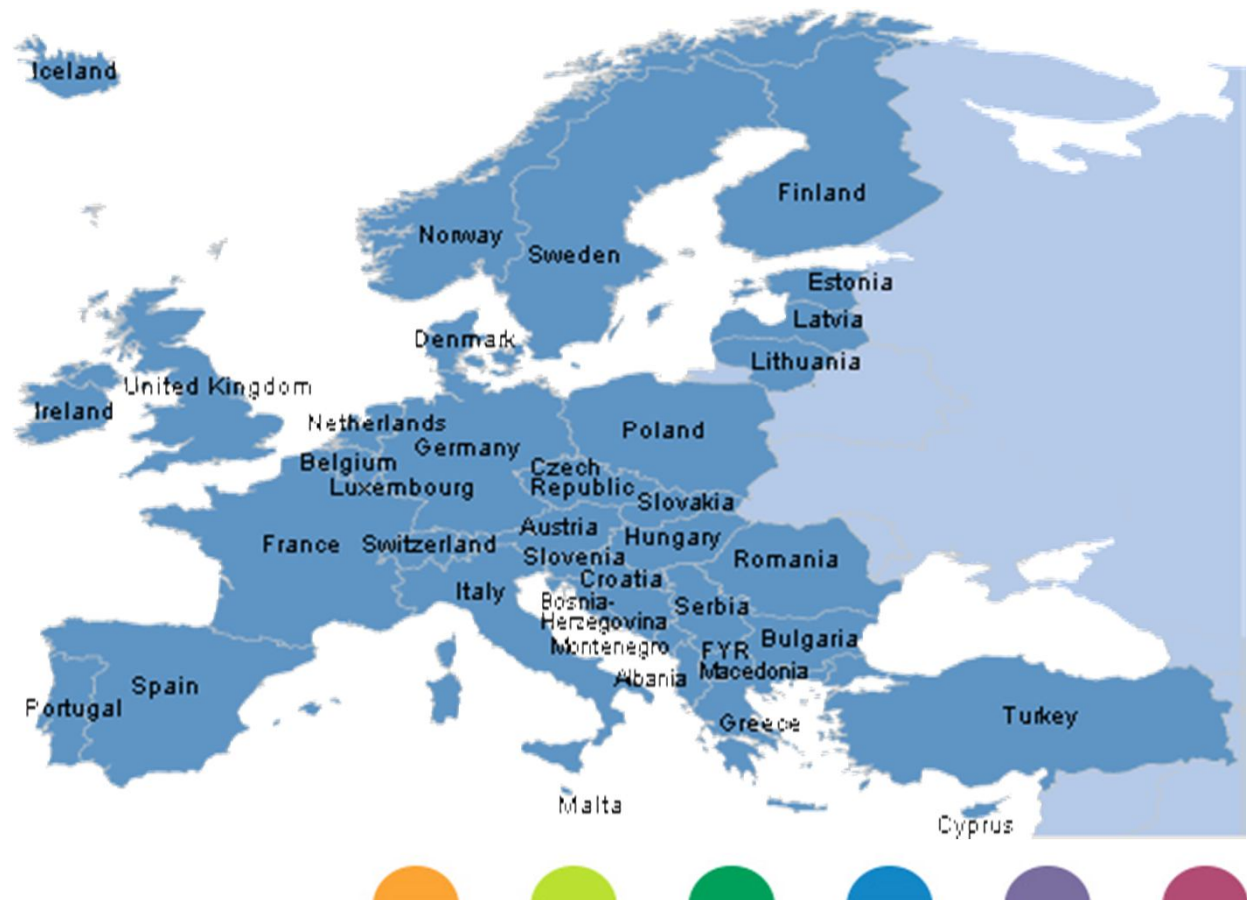 Iceland
Finland
Norway
Sweden
Estonia
Latvia
Denmark
Lithuania
United Kingdom
Ireland
Netherlands
Poland
Germany
Belgium
Czech
Republic
Luxembourg
Slovakia
Austria
Hungary
France
Switzerland
Slovenia
Romania
Croatia
Italy
Bosnia-
Herzegovina
Serbia
Bulgaria
Montenegro
FYR
Macedonia
Albania
Spain
Portugal
Greece
Turkey
Malta
Cyprus